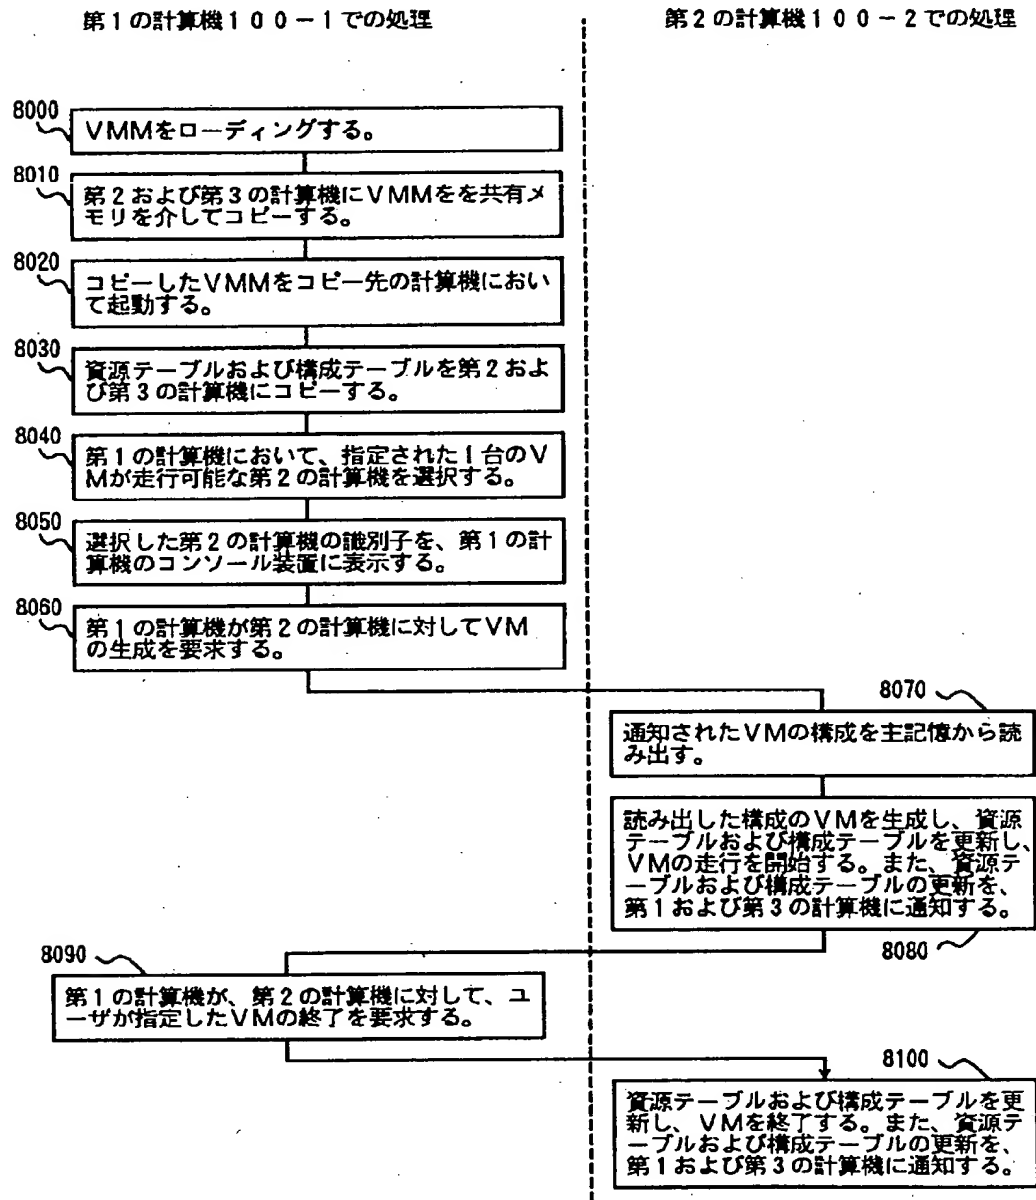 第1の計算機100-1での処理
第2の計算機100-2での処理
8000
VMMをローディングする。
8010
第2および第3の計算機にVMMをを共有メ
モリを介してコピーする。
8020
コピーしたVMMをコピー先の計算機におい
て起動する。
8030
資源テーブルおよび構成テーブルを第2およ
び第3の計算機にコピーする。
8040
第1の計算機において、指定された1台のV
Mが走行可能な第2の計算機を選択する。
8050
選択した第2の計算機の識別子を、第1の計
算機のコンソール装置に表示する。
8060
第1の計算機が第2の計算機に対してVM
の生成を要求する。
8070
通知されたVMの構成を主記憶から読
み出す。
読み出した構成のVMを生成し、資源
テーブルおよび構成テーブルを更新し、
VMの走行を開始する。また、資源テ
ーブルおよび構成テーブルの更新を、
第1および第3の計算機に通知する。
8080
8090
第1の計算機が、第2の計算機に対して、ユ
ーザが指定したVMの終了を要求する。
8100
資源テーブルおよび構成テーブルを更
新し、VMを終了する。また、資源テ
ーブルおよび構成テーブルの更新を、
第1および第3の計算機に通知する。